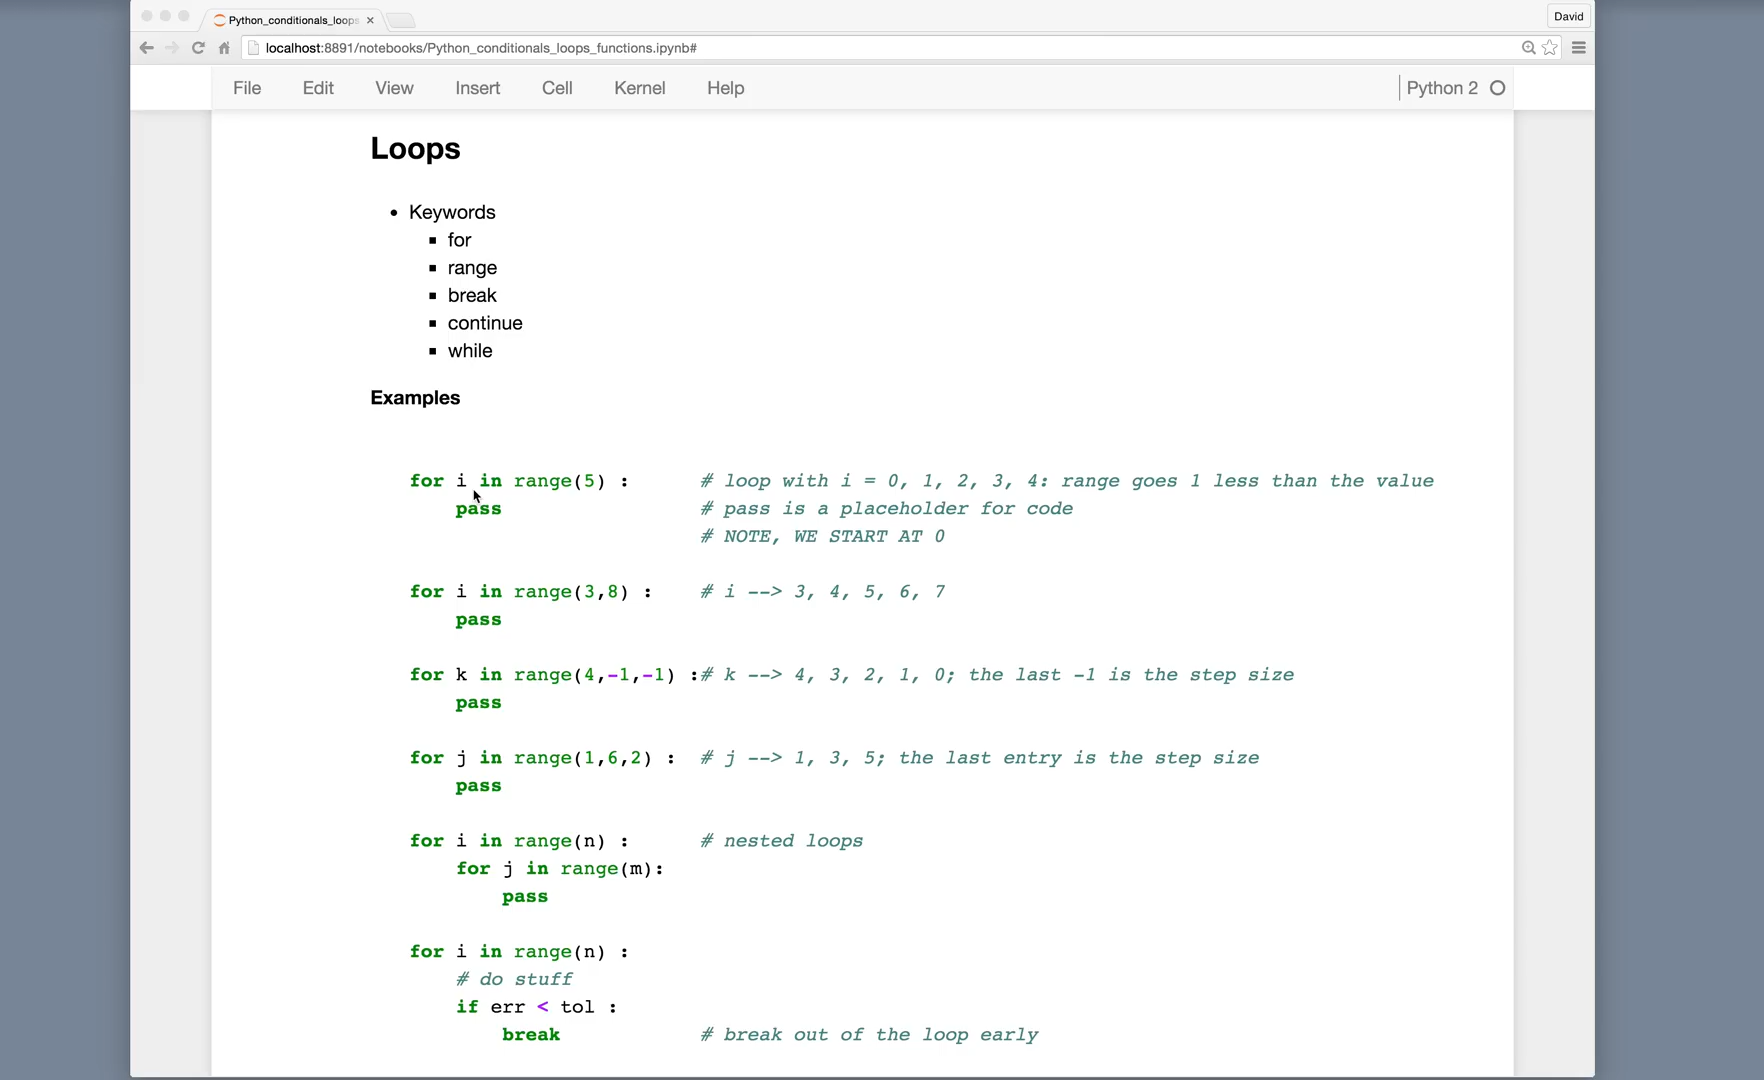 Python_conditionals_loops
David
localhost:8891/notebooks/Python_conditionals_loops_functions.ipynb#
File Edit View Insert Cell Kernel Help Python 2
Loops
Keywords
for
range
break
continue
while
Examples
for i in range(5) : # loop with i = 0, 1, 2, 3, 4: range goes 1 less than the value
pass # pass is a placeholder for code
# NOTE, WE START AT 0
for i in range(3,8) : # i --> 3, 4, 5, 6, 7
pass
for k in range(4,-1,-1) :# k --> 4, 3, 2, 1, 0; the last -1 is the step size
pass
for j in range(1,6,2) : # j --> 1, 3, 5; the last entry is the step size
pass
for i in range(n) : # nested loops
for j in range(m):
pass
for i in range(n) :
# do stuff
if err < tol :
break # break out of the loop early